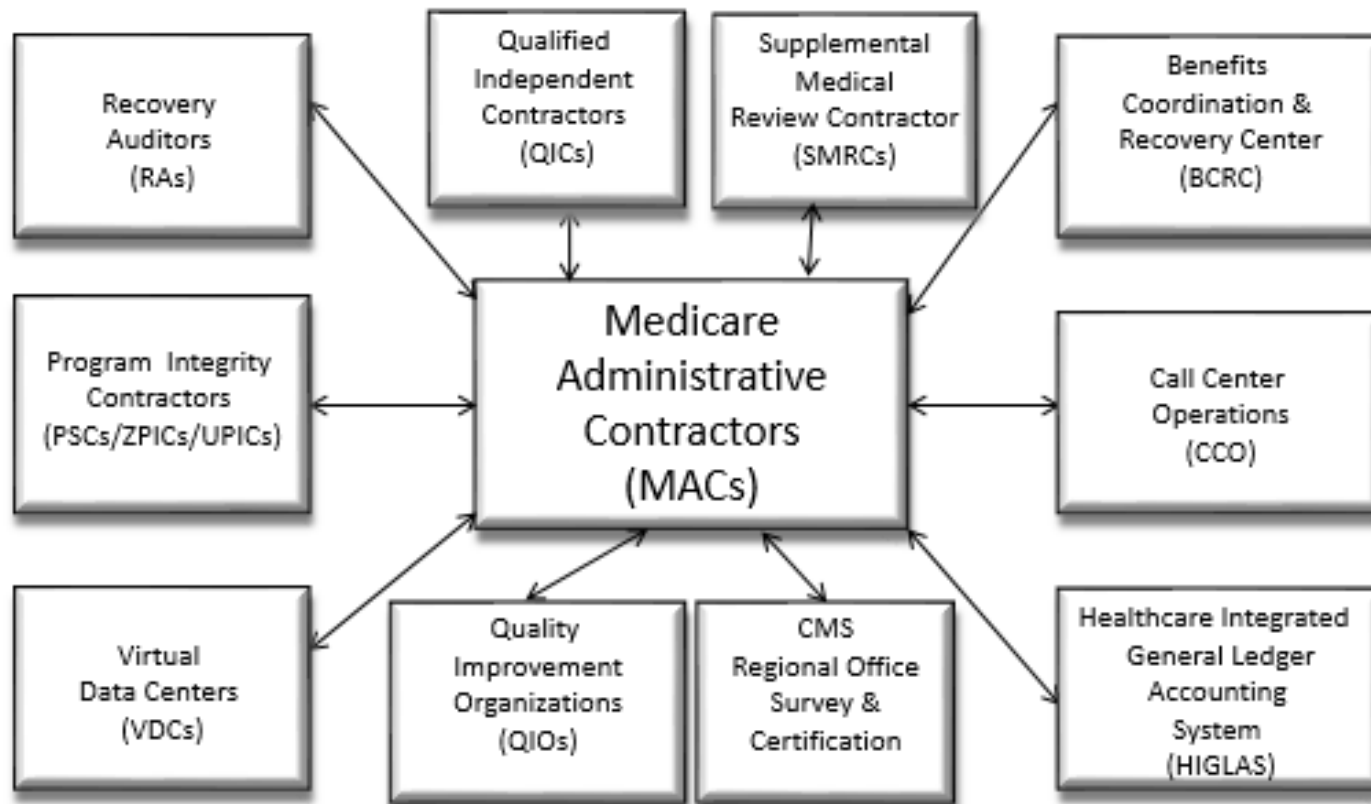 Recovery
Auditors
(RAs)
Qualified
Independent
Contractors
(QICs)
Supplemental
Medical
Review Contractor
(SMRCs)
Benefits
Coordination &
Recovery Center
(BCRC)
Program Integrity
Contractors
(PSCs/ZPICs/UPICs)
Medicare
Administrative
Contractors
(MACs)
Call Center
Operations
(CCO)
Virtual
Data Centers
(VDCs)
Quality
Improvement
Organizations
(QIOs)
CMS
Regional Office
Survey &
Certification
Healthcare Integrated
General Ledger
Accounting
System
(HIGLAS)